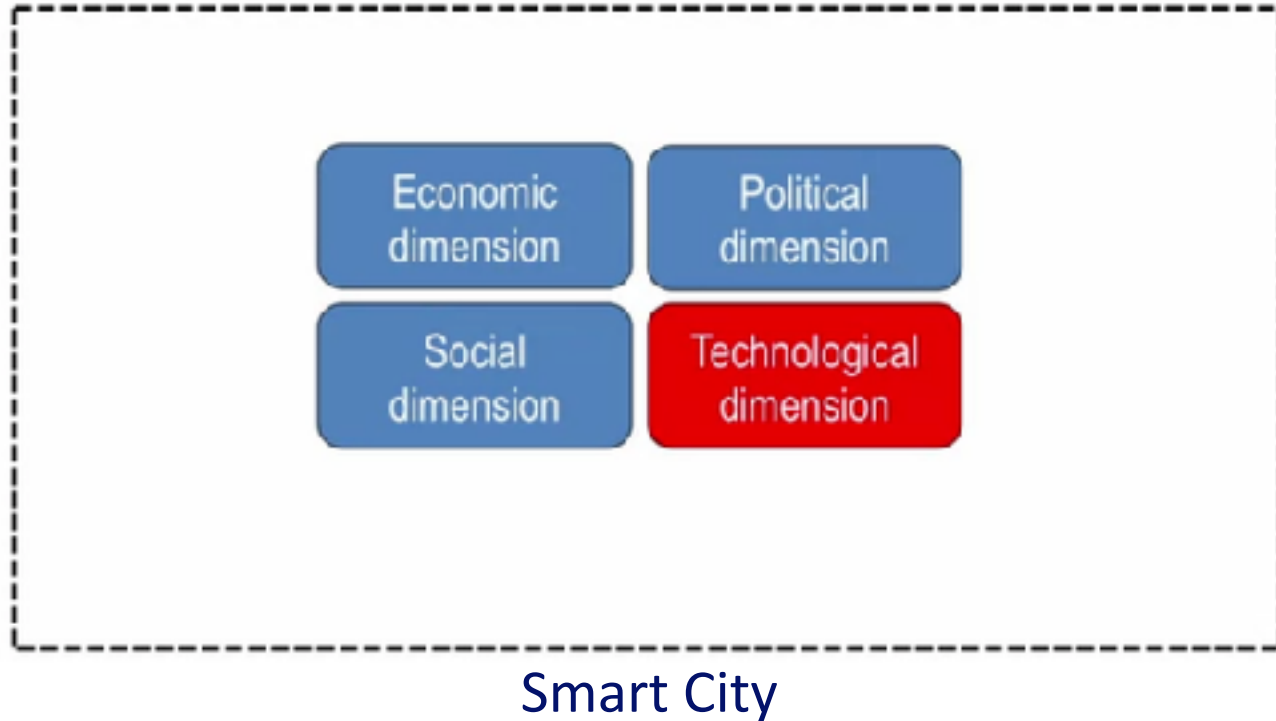 Economic
dimension
Political
dimension
Social
dimension
Technological
dimension
Smart City